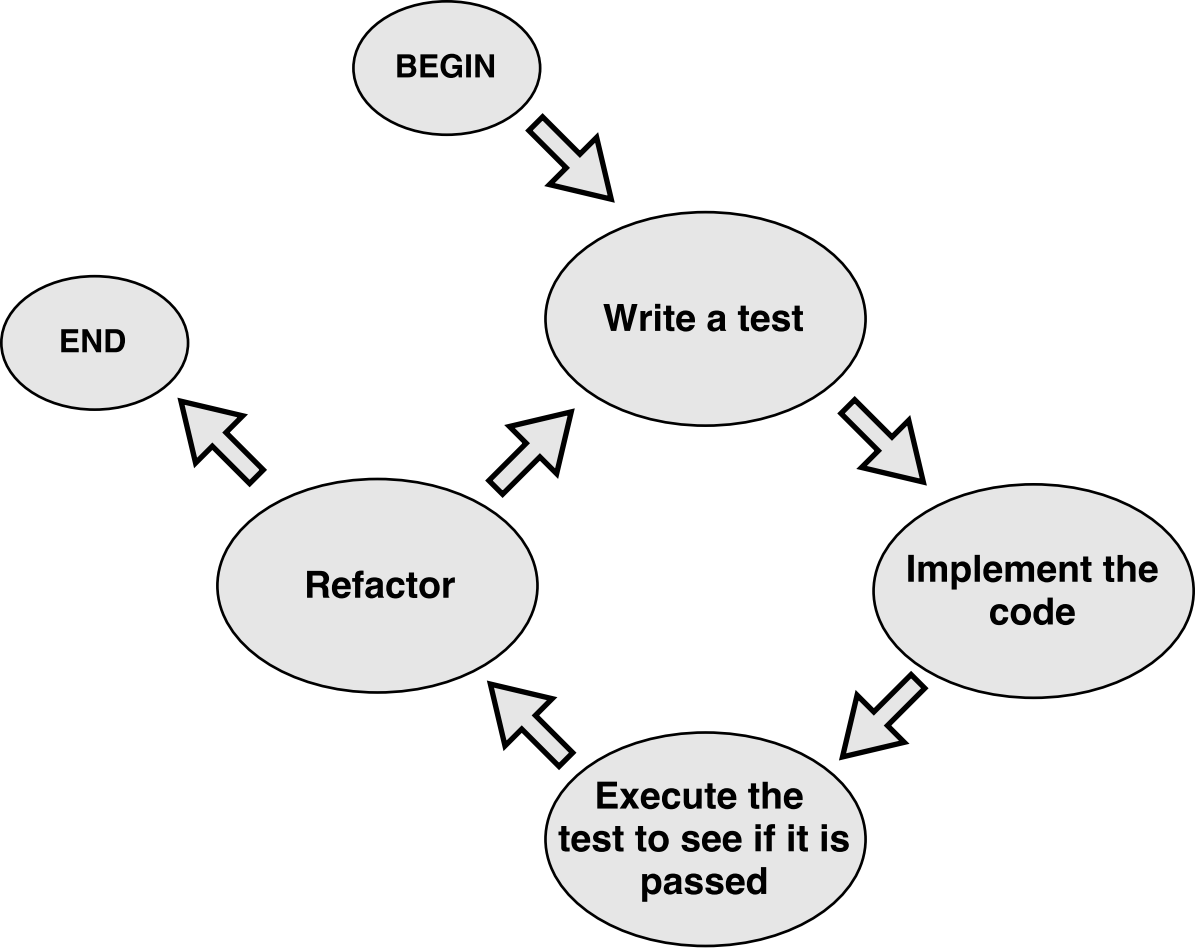 BEGIN
Write a test
END
Refactor
Implement the
code
Execute the
test to see if it is
passed